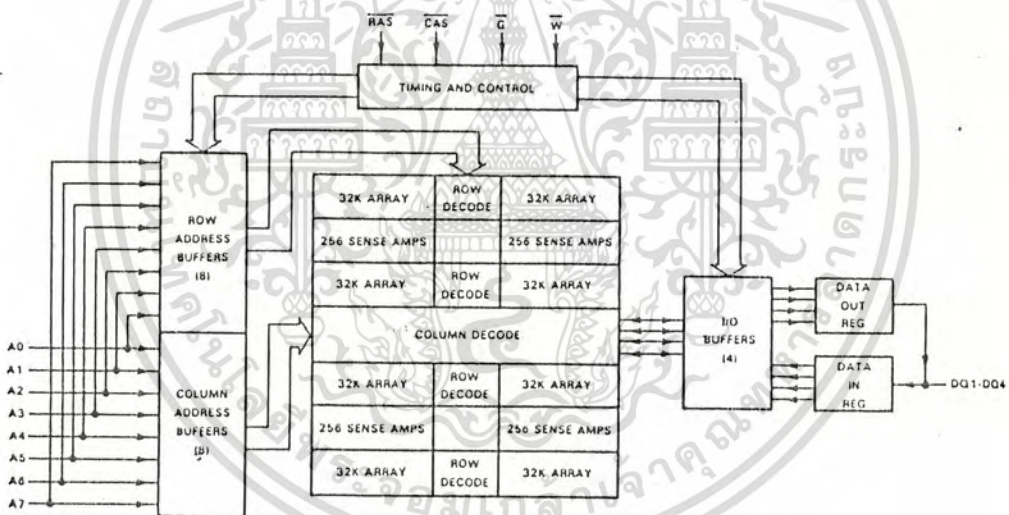 RAS CAS G W
TIMING AND CONTROL
ROW
ADDRESS
BUFFERS
(8)
32K ARRAY ROW DECODE 32K ARRAY
256 SENSE AMPS 256 SENSE AMPS
32K ARRAY ROW DECODE 32K ARRAY
COLUMN DECODE
32K ARRAY ROW DECODE 32K ARRAY
256 SENSE AMPS 256 SENSE AMPS
32K ARRAY ROW DECODE 32K ARRAY
I/O
BUFFERS
(4)
DATA
OUT
REG
DATA
IN
REG
DQ1-DQ4
A0
A1
A2
A3
A4
A5
A6
A7
COLUMN
ADDRESS
BUFFERS
(8)